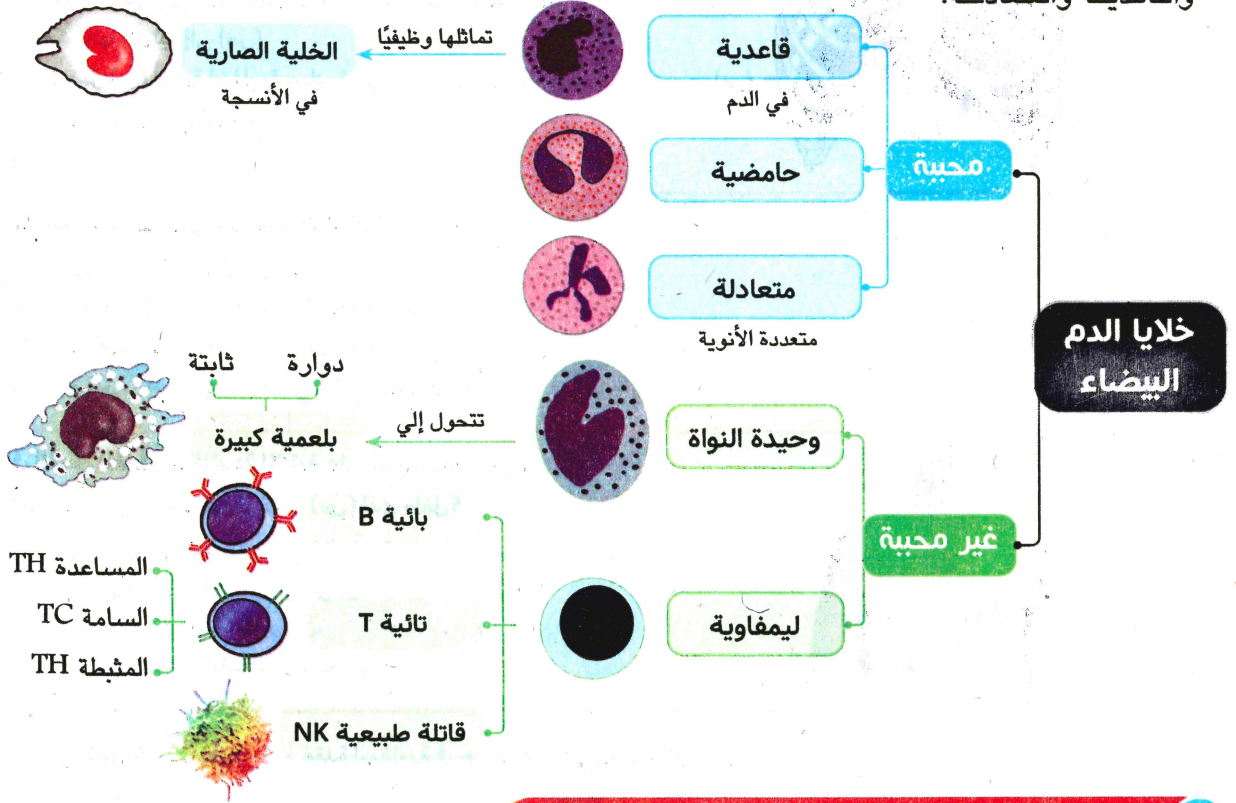 خلايا الدم
البيضاء
محببة
قاعدية
في الدم
تماثلها وظيفيًا
الخلية الصارية
في الأنسجة
حامضية
متعادلة
متعددة الأنوية
غير محببة
وحيدة النواة
تتحول إلي
بلعمية كبيرة
دوارة
ثابتة
ليمفاوية
بائية B
تائية T
المساعدة TH
السامة TC
المثبطة TH
قاتلة طبيعية NK